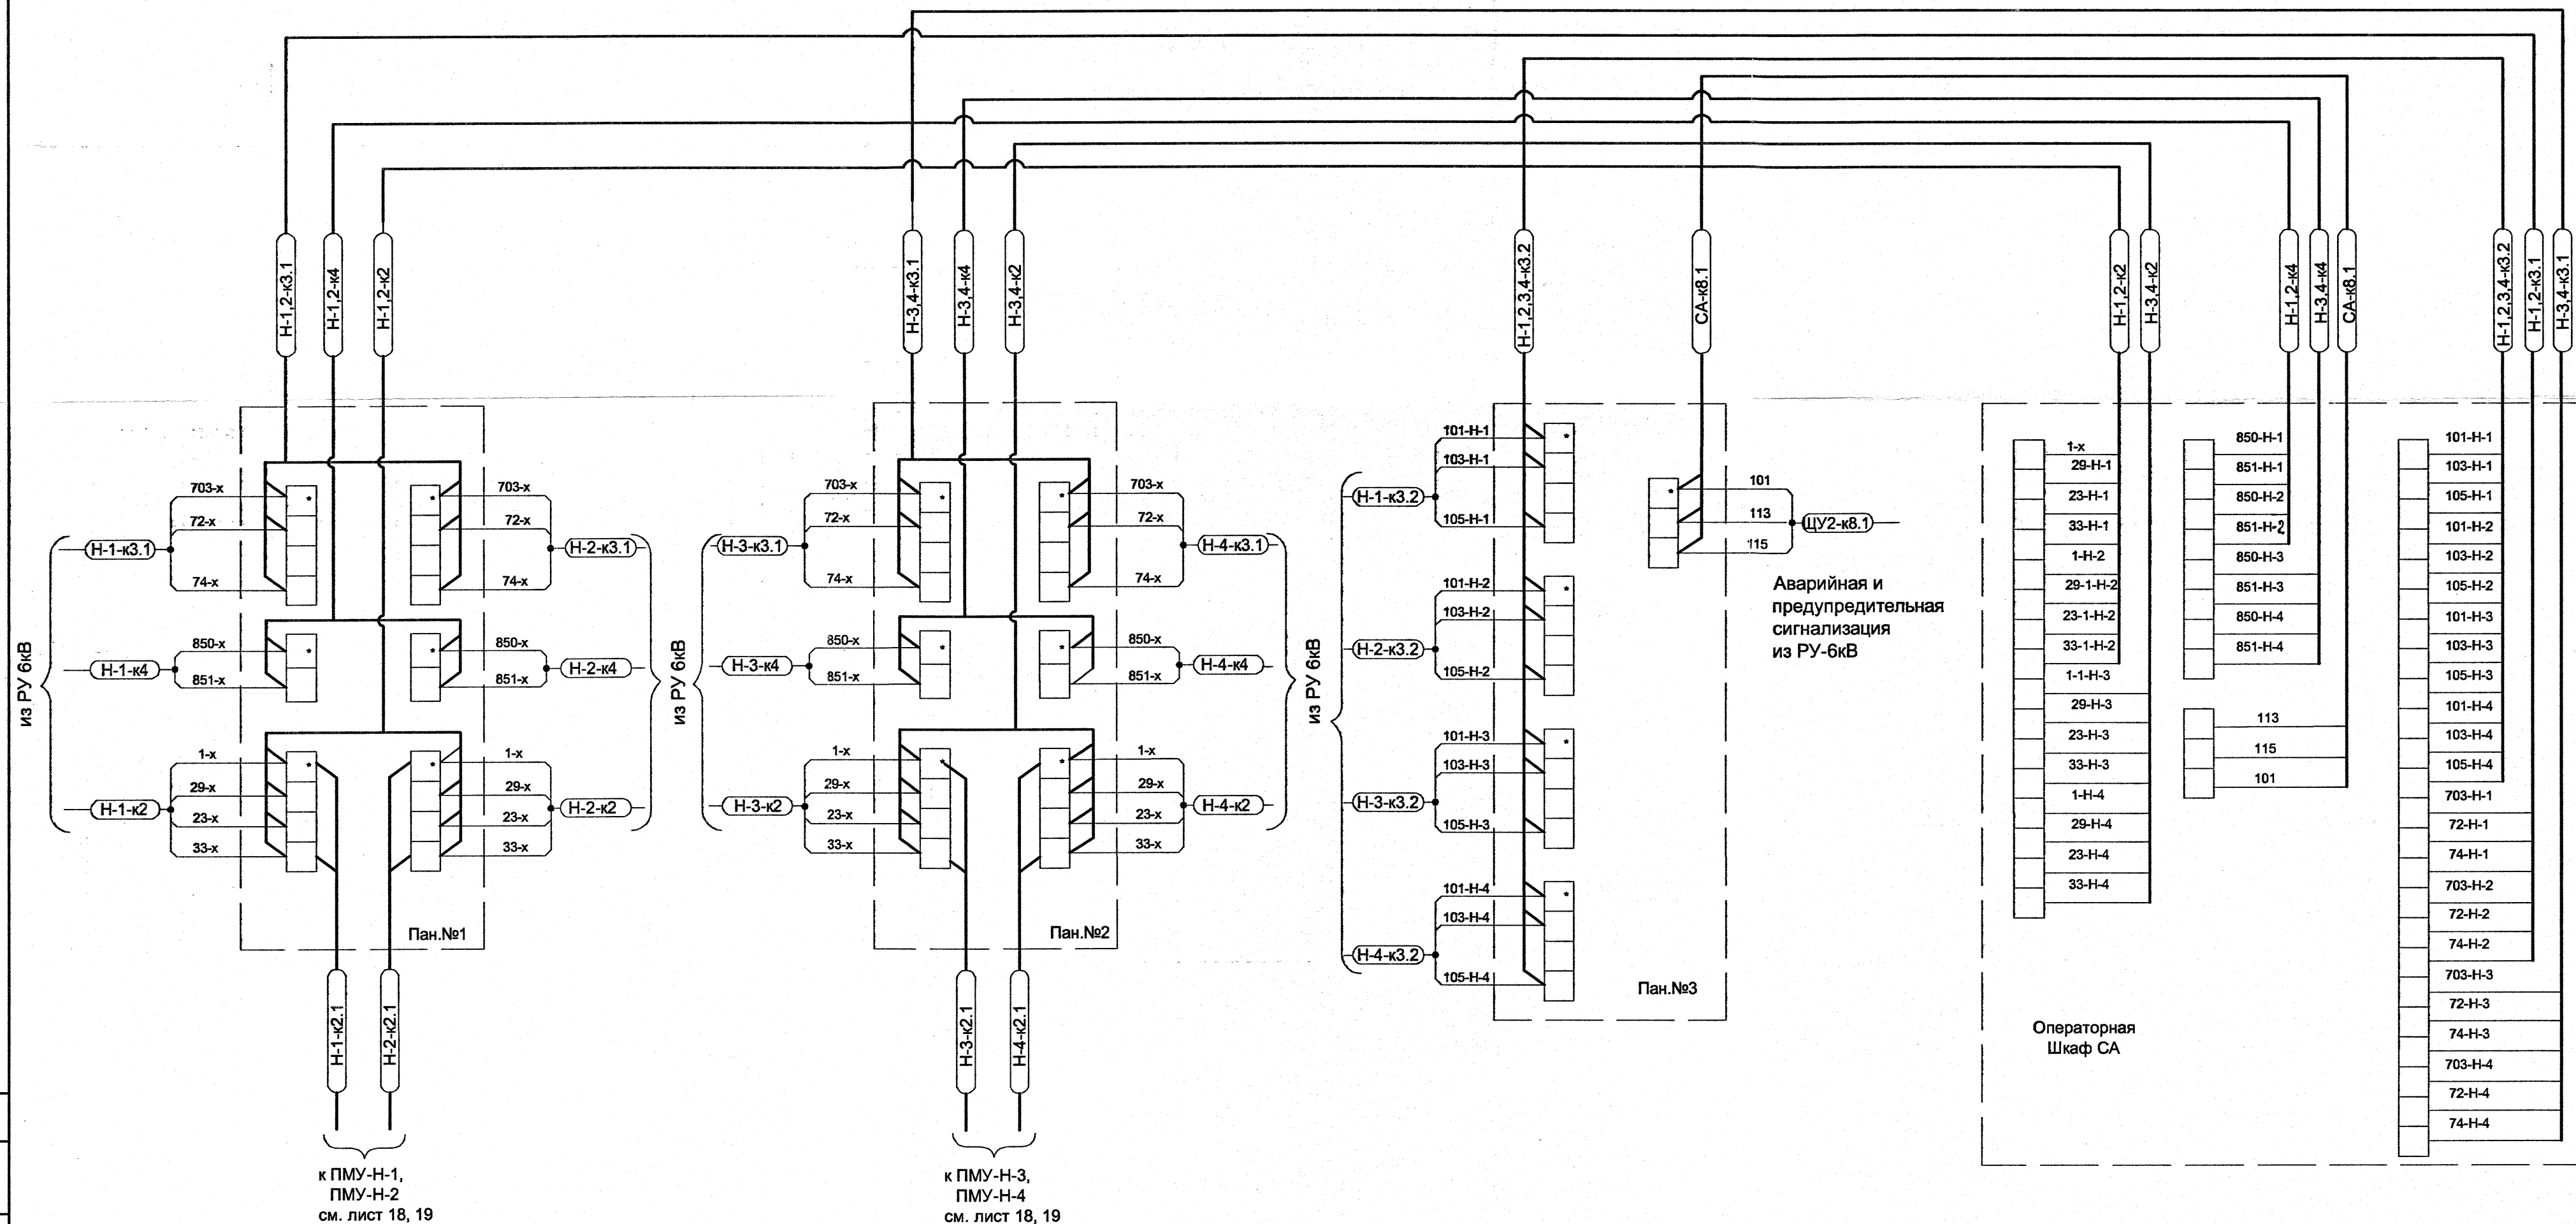 Н-1,2-к3.1
Н-1,2-к4
Н-1,2-к2
Н-3,4-к3.1
Н-3,4-к4
Н-3,4-к2
Н-1,2,3,4-к3.2
СА-к8.1
Н-1,2-к2
Н-3,4-к2
Н-1,2-к4
Н-3,4-к4
СА-к8.1
Н-1,2,3,4-к3.2
Н-1,2-к3.1
Н-3,4-к3.1
из РУ 6кВ
Н-1-к3.1
703-х
72-х
74-х
Н-1-к4
850-х
851-х
Н-1-к2
1-х
29-х
23-х
33-х
*
*
*
*
*
*
703-х
72-х
74-х
Н-2-к3.1
850-х
851-х
Н-2-к4
1-х
29-х
23-х
33-х
Н-2-к2
Пан.№1
Н-1-к2.1
Н-2-к2.1
к ПМУ-Н-1,
ПМУ-Н-2
см. лист 18, 19
из РУ 6кВ
Н-3-к3.1
703-х
72-х
74-х
Н-3-к4
850-х
851-х
Н-3-к2
1-х
29-х
23-х
33-х
*
*
*
*
*
*
703-х
72-х
74-х
Н-4-к3.1
850-х
851-х
Н-4-к4
1-х
29-х
23-х
33-х
Н-4-к2
Пан.№2
Н-3-к2.1
Н-4-к2.1
к ПМУ-Н-3,
ПМУ-Н-4
см. лист 18, 19
из РУ 6кВ
Н-1-к3.2
101-Н-1
103-Н-1
105-Н-1
*
Н-2-к3.2
101-Н-2
103-Н-2
105-Н-2
*
Н-3-к3.2
101-Н-3
103-Н-3
105-Н-3
*
Н-4-к3.2
101-Н-4
103-Н-4
105-Н-4
*
*
101
113
115
ЩУ2-к8.1
Аварийная и
предупредительная
сигнализация
из РУ-6кВ
Пан.№3
1-х
29-Н-1
23-Н-1
33-Н-1
1-Н-2
29-1-Н-2
23-1-Н-2
33-1-Н-2
1-1-Н-3
29-Н-3
23-Н-3
33-Н-3
1-Н-4
29-Н-4
23-Н-4
33-Н-4
850-Н-1
851-Н-1
850-Н-2
851-Н-2
850-Н-3
851-Н-3
850-Н-4
851-Н-4
113
115
101
101-Н-1
103-Н-1
105-Н-1
101-Н-2
103-Н-2
105-Н-2
101-Н-3
103-Н-3
105-Н-3
101-Н-4
103-Н-4
105-Н-4
703-Н-1
72-Н-1
74-Н-1
703-Н-2
72-Н-2
74-Н-2
703-Н-3
72-Н-3
74-Н-3
703-Н-4
72-Н-4
74-Н-4
Операторная
Шкаф СА